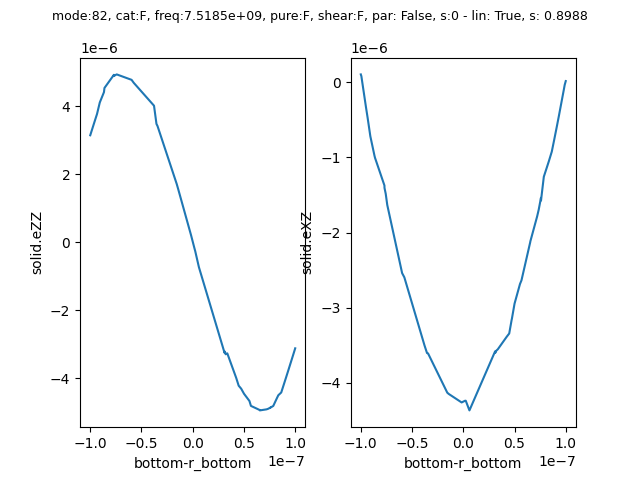 mode:82, cat:F, freq:7.5185e+09, pure:F, shear:F, par: False, s:0 - lin: True, s: 0.8988
1e−6
4
2
0
−2
−4
solid.eZZ
−1.0
−0.5
0.0
0.5
1.0
bottom-r_bottom
1e−7
1e−6
0
−1
−2
−3
−4
solid.eXZ
−1.0
−0.5
0.0
0.5
1.0
bottom-r_bottom
1e−7